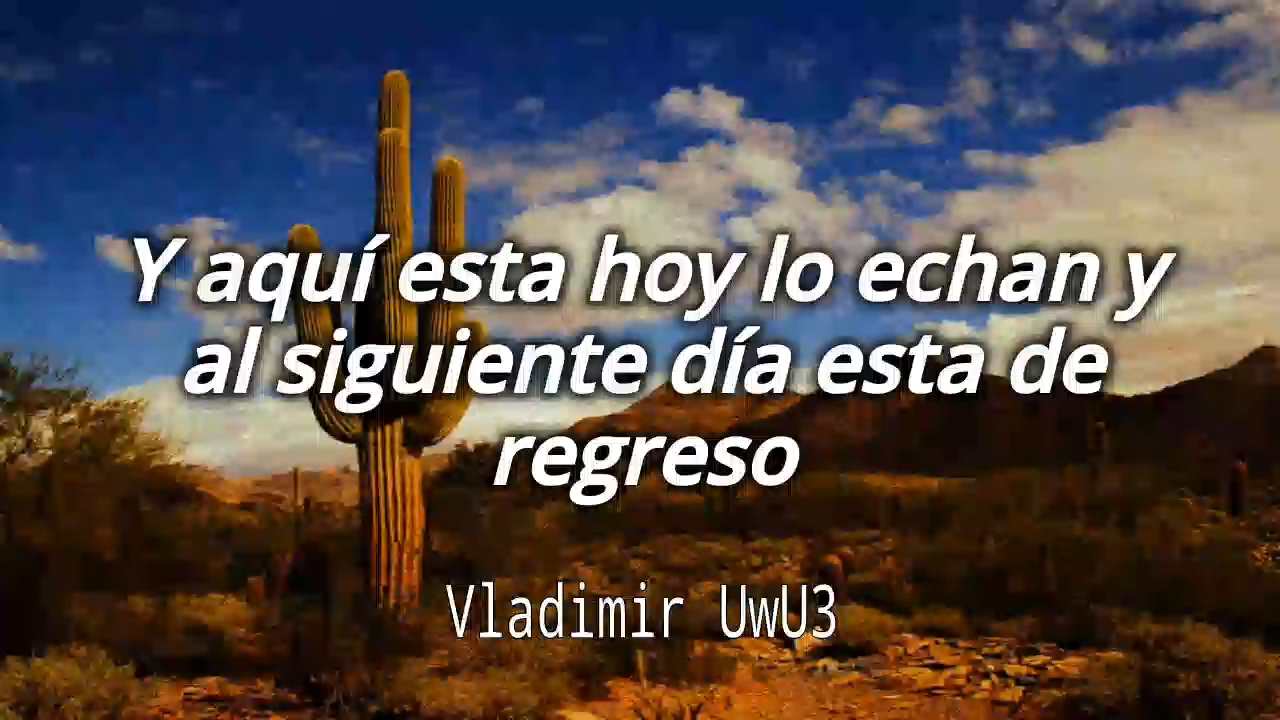 Y aquí esta hoy lo echan y
al siguiente día esta de
regreso
Vladimir UwU3